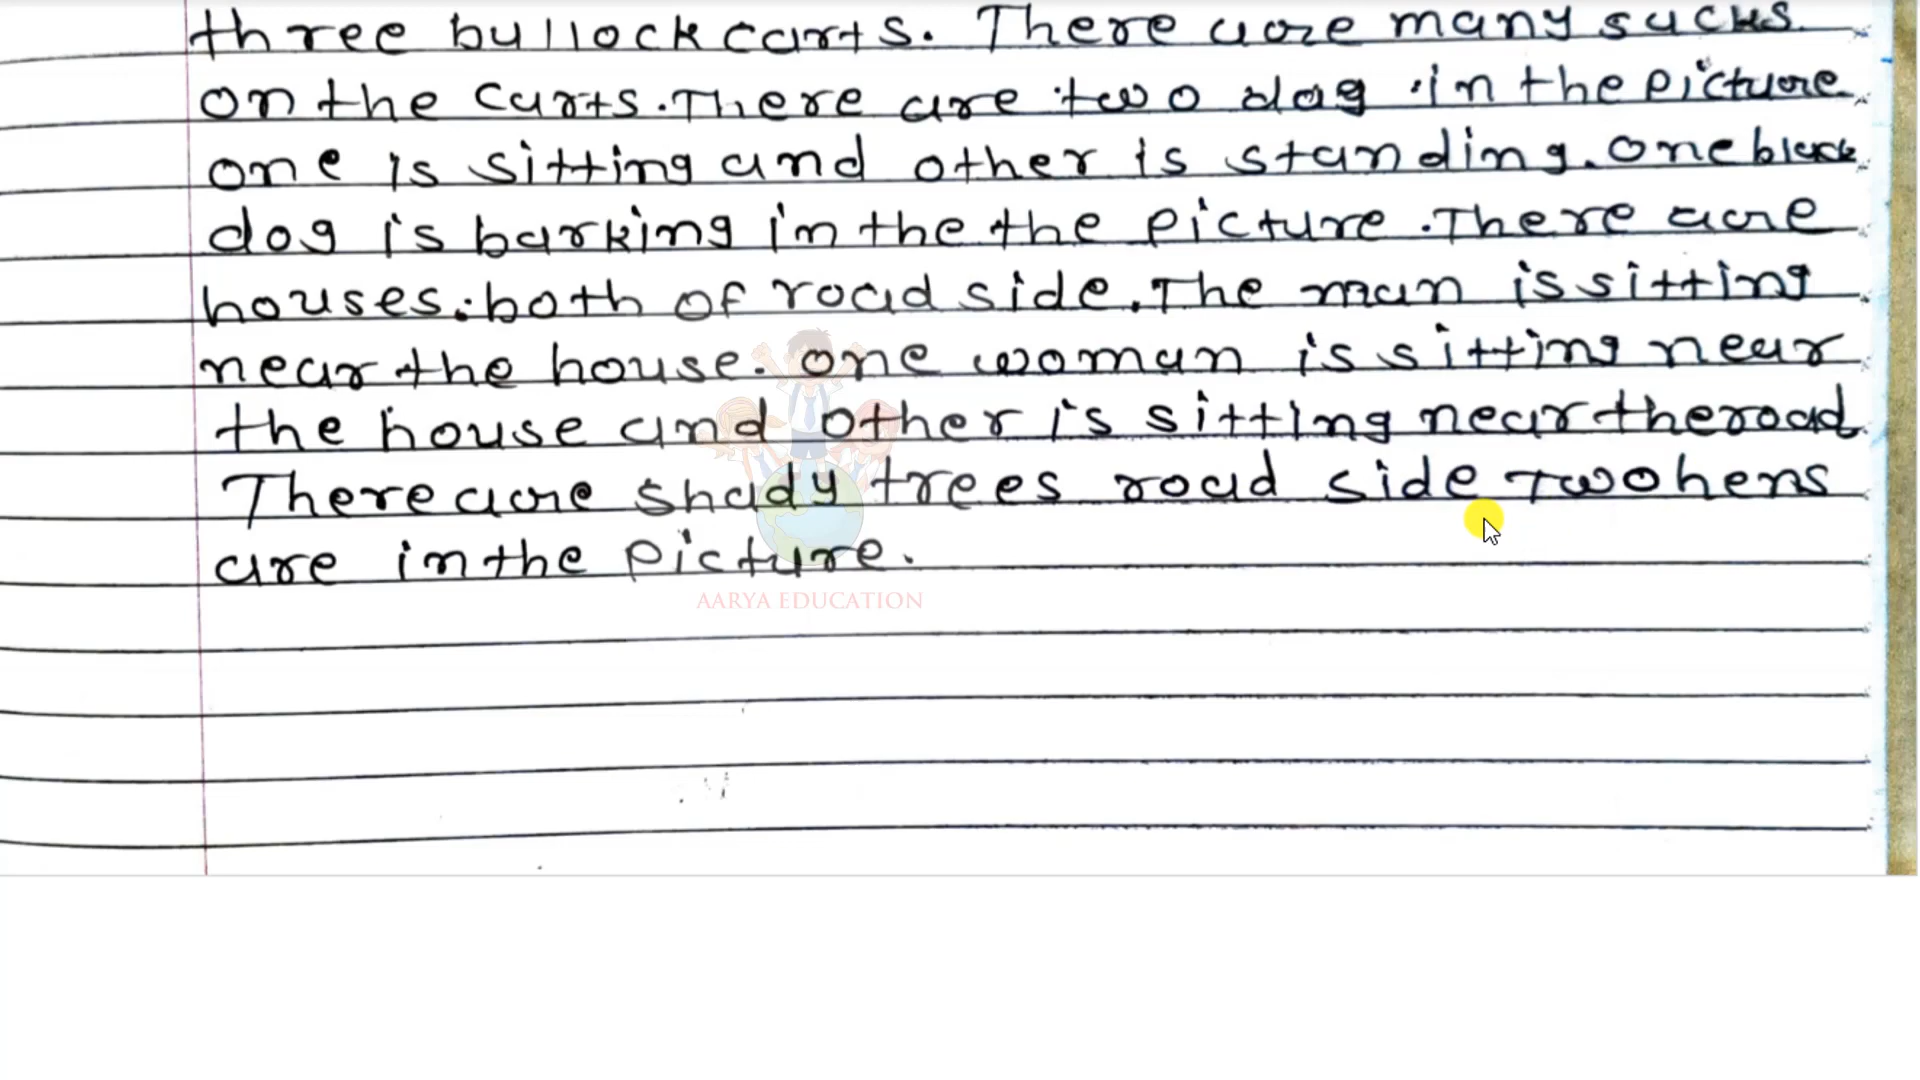 three bullock carts. There are many sacks
on the carts. There are two dog in the picture
one is sitting and other is standing. one black
dog is barking in the the picture. There are
houses. both of road side. The man is sitting
near the house. one woman is sitting near
the house and other is sitting near the road
There are shady trees road side Two hens
are in the picture.
AARYA EDUCATION